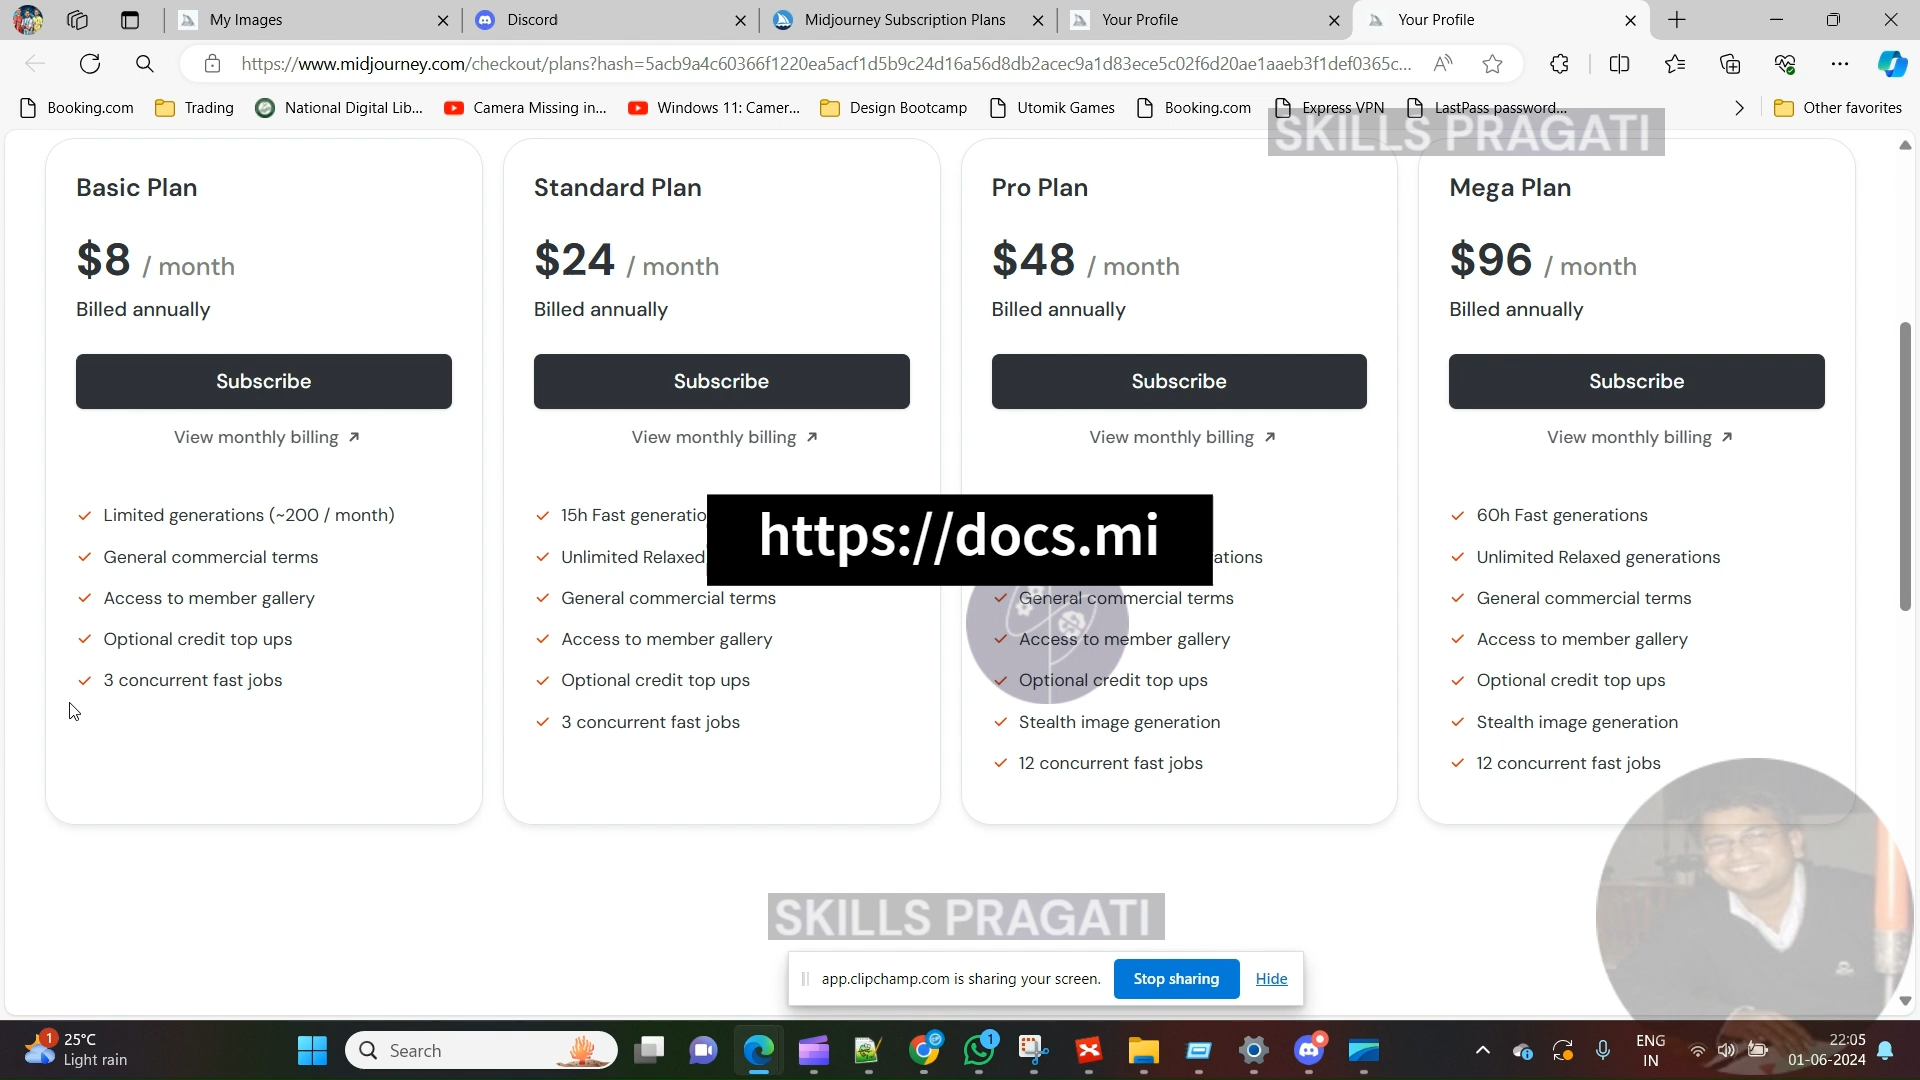 My Images
Discord
Midjourney Subscription Plans
Your Profile
Your Profile
https://www.midjourney.com/checkout/plans?hash=5acb9a4c60366f1220ea5acf1d5b9c24d16a56d8db2acec9a1d83ece5c02f6d20ae1aaeb3f1def0365c...
Booking.com
Trading
National Digital Lib...
Camera Missing in...
Windows 11: Camer...
Design Bootcamp
Utomik Games
Booking.com
Express VPN
LastPass password...
Other favorites
SKILLS PRAGATI
Basic Plan
$8 / month
Billed annually
Subscribe
View monthly billing
Limited generations (~200 / month)
General commercial terms
Access to member gallery
Optional credit top ups
3 concurrent fast jobs
Standard Plan
$24 / month
Billed annually
Subscribe
View monthly billing
15h Fast generatio
Unlimited Relaxed
General commercial terms
Access to member gallery
Optional credit top ups
3 concurrent fast jobs
Pro Plan
$48 / month
Billed annually
Subscribe
View monthly billing
ations
General commercial terms
Access to member gallery
Optional credit top ups
Stealth image generation
12 concurrent fast jobs
Mega Plan
$96 / month
Billed annually
Subscribe
View monthly billing
60h Fast generations
Unlimited Relaxed generations
General commercial terms
Access to member gallery
Optional credit top ups
Stealth image generation
12 concurrent fast jobs
https://docs.mi
SKILLS PRAGATI
app.clipchamp.com is sharing your screen.
Stop sharing
Hide
1
25°C
Light rain
Search
1
ENG
IN
22:05
01-06-2024